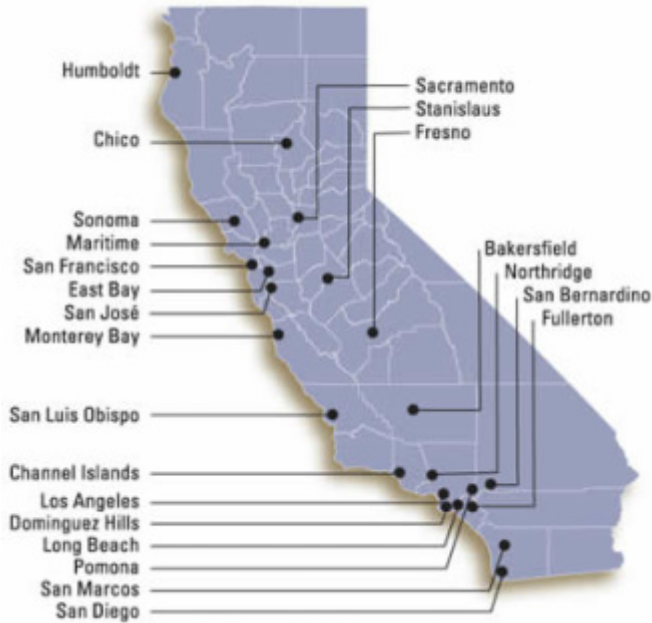 Humboldt
Chico
Sonoma
Maritime
San Francisco
East Bay
San José
Monterey Bay
San Luis Obispo
Channel Islands
Los Angeles
Dominguez Hills
Long Beach
Pomona
San Marcos
San Diego
Sacramento
Stanislaus
Fresno
Bakersfield
Northridge
San Bernardino
Fullerton